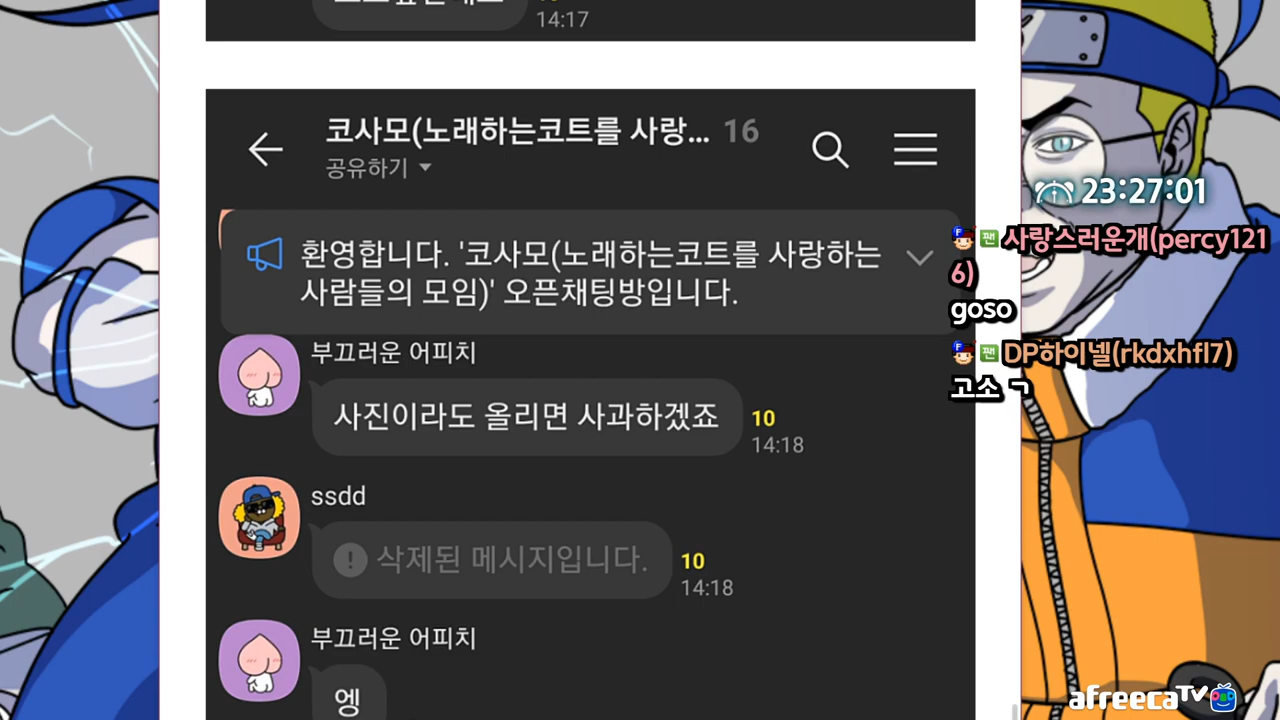 14:17
코사모(노래하는코트를 사랑... 16
공유하기
환영합니다. '코사모(노래하는코트를 사랑하는
사람들의 모임)' 오픈채팅방입니다.
부끄러운 어피치
사진이라도 올리면 사과하겠죠
10
14:18
ssdd
삭제된 메시지입니다.
10
14:18
부끄러운 어피치
엥
23:27:01
F 팬 사랑스러운개(percy121
6)
goso
F 팬 DP하이넬(rkdxhfl7)
고소 ㄱ
afreecaTV